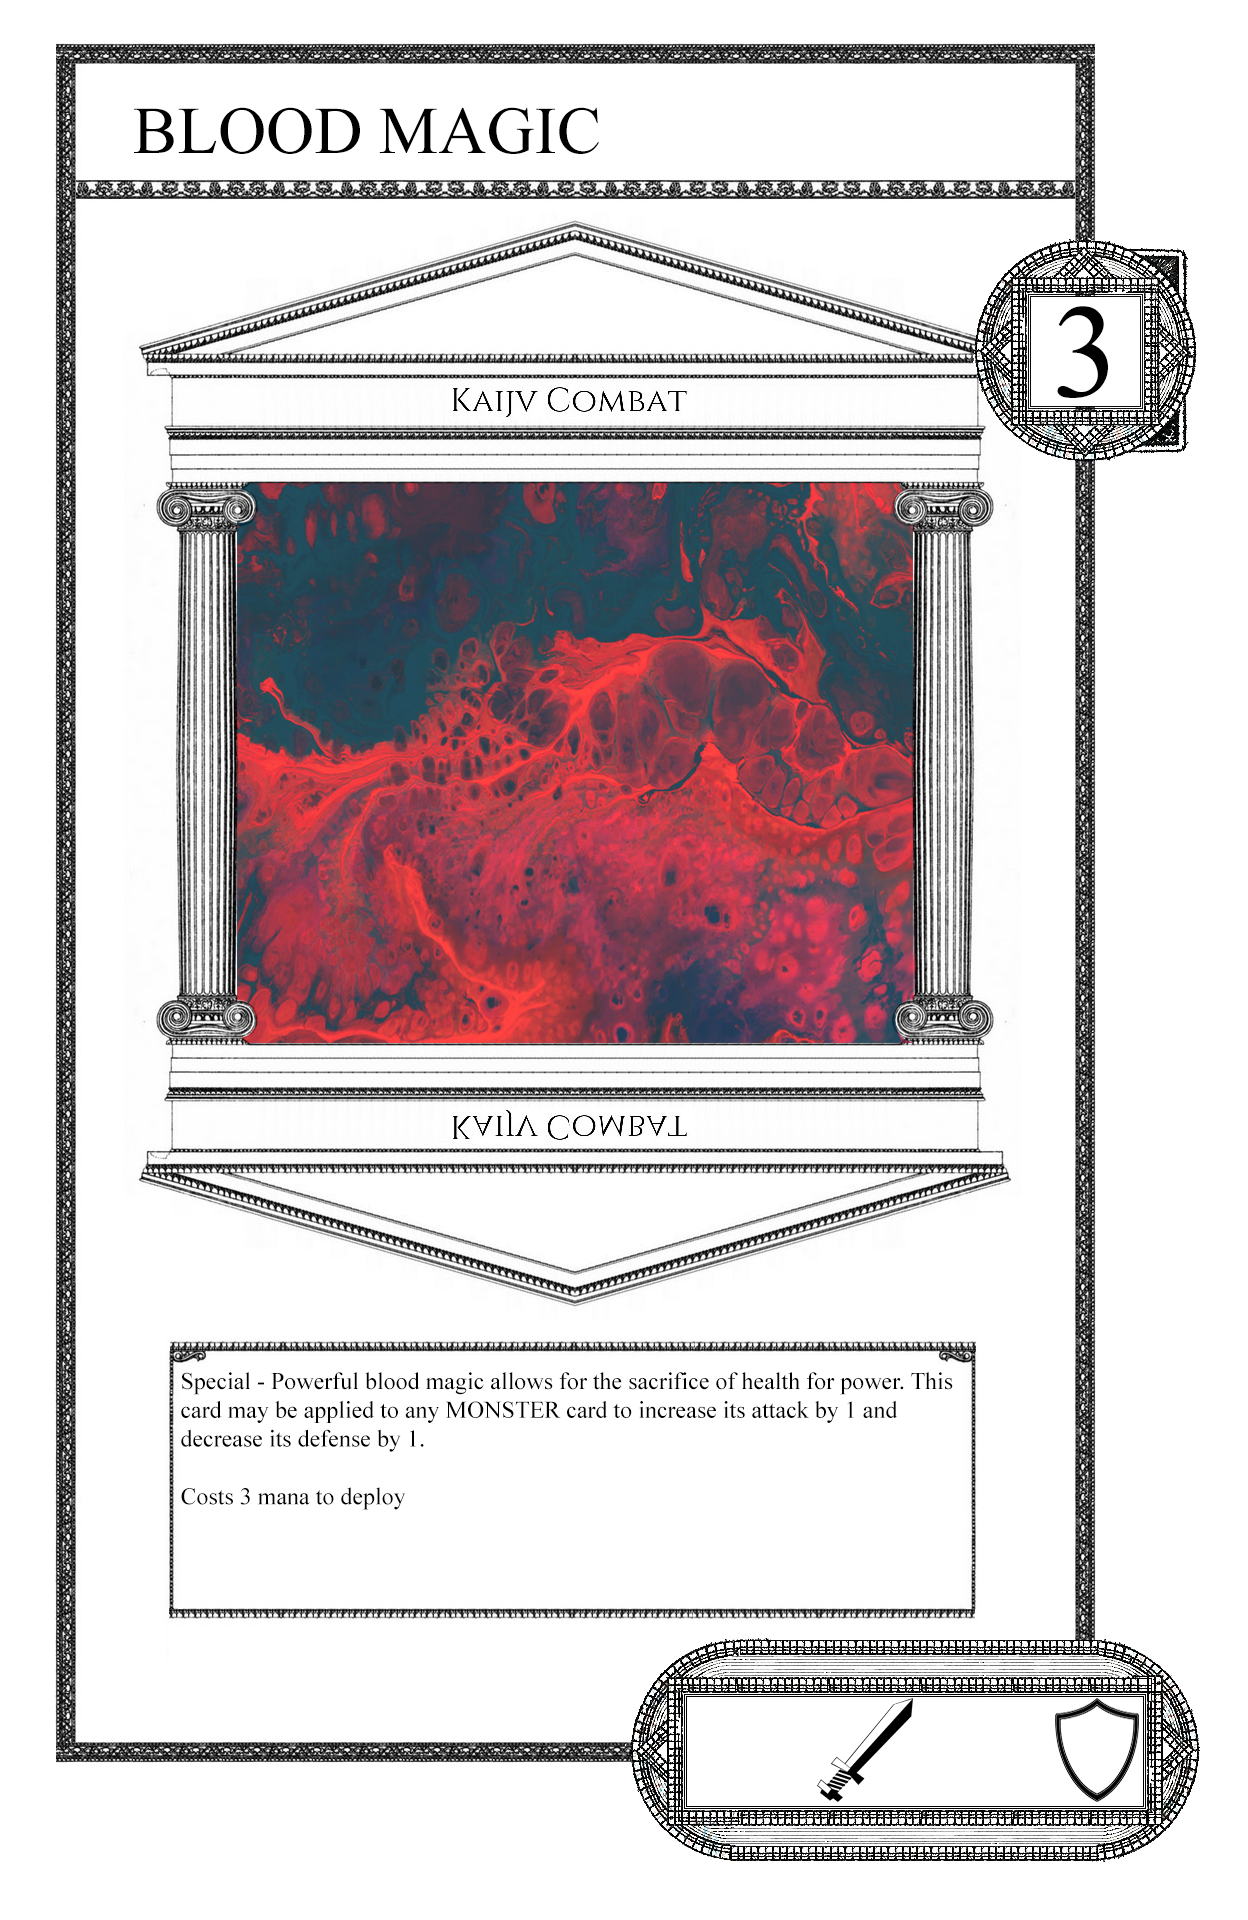 BLOOD MAGIC
3
KAIJV COMBAT
KAIJV COMBAT
Special - Powerful blood magic allows for the sacrifice of health for power. This
card may be applied to any MONSTER card to increase its attack by 1 and
decrease its defense by 1.
Costs 3 mana to deploy